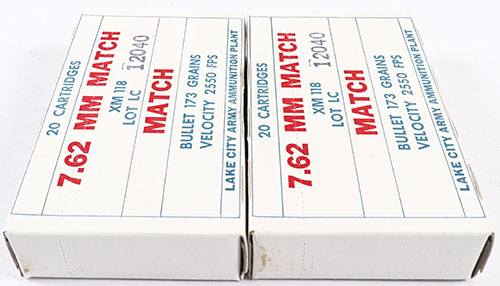 20 CARTRIDGES
7.62 MM MATCH
XM 118
LOT LC 12040
MATCH
BULLET 173 GRAINS
VELOCITY 2550 FPS
LAKE CITY ARMY AMMUNITION PLANT
20 CARTRIDGES
7.62 MM MATCH
XM 118
LOT LC 12040
MATCH
BULLET 173 GRAINS
VELOCITY 2550 FPS
LAKE CITY ARMY AMMUNITION PLANT